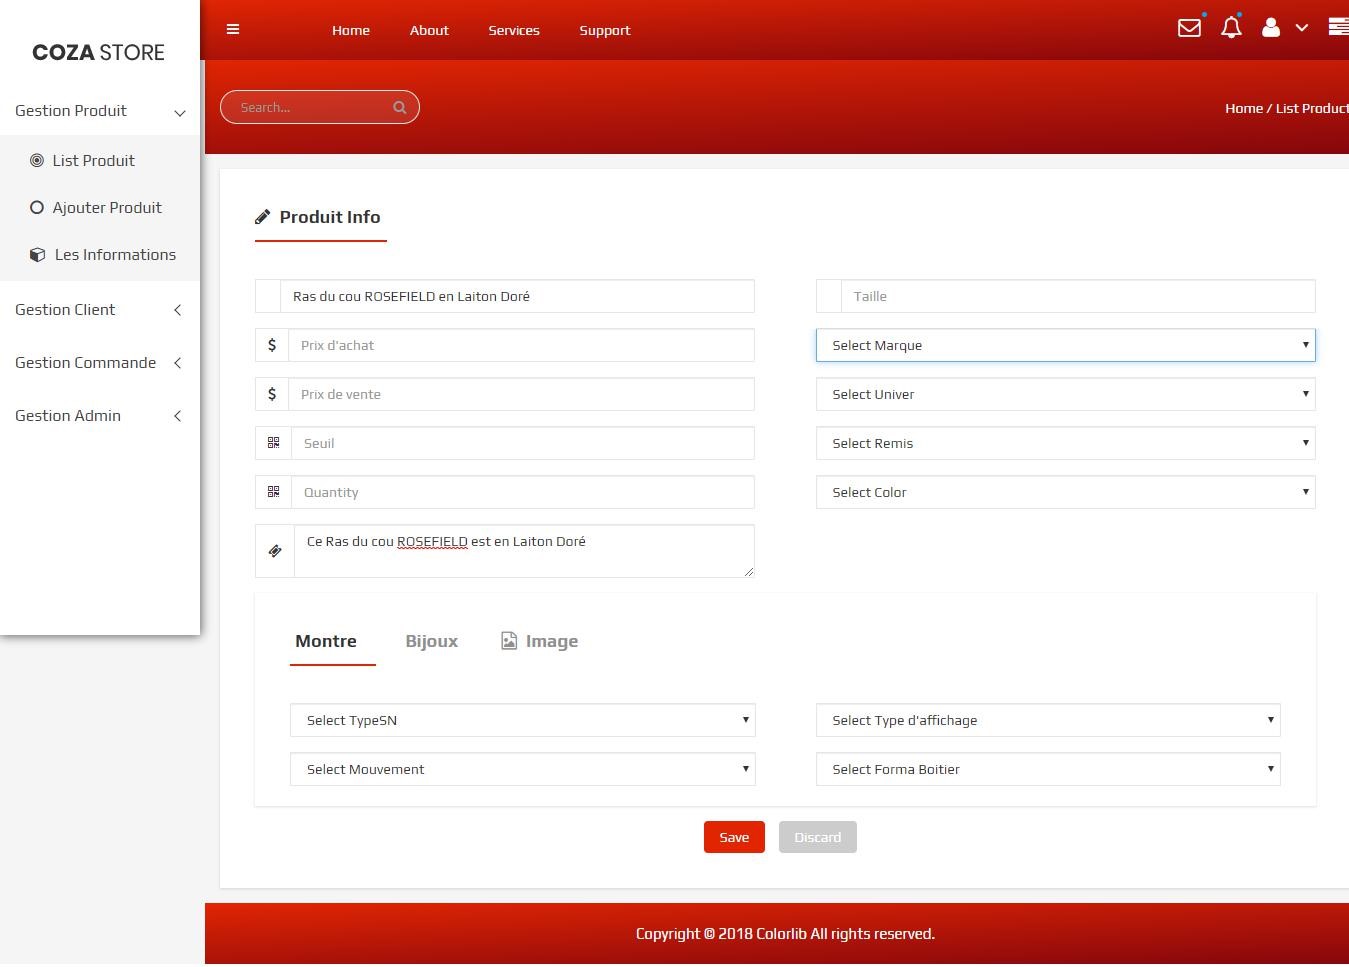 COZA STORE
Home About Services Support
Search...
Home / List Product
Gestion Produit
List Produit
Ajouter Produit
Les Informations
Gestion Client
Gestion Commande
Gestion Admin
Produit Info
Ras du cou ROSEFIELD en Laiton Doré
Taille
$ Prix d'achat
Select Marque
$ Prix de vente
Select Univer
Seuil
Select Remis
Quantity
Select Color
Ce Ras du cou ROSEFIELD est en Laiton Doré
Montre Bijoux Image
Select TypeSN
Select Type d'affichage
Select Mouvement
Select Forma Boitier
Save Discard
Copyright © 2018 Colorlib All rights reserved.